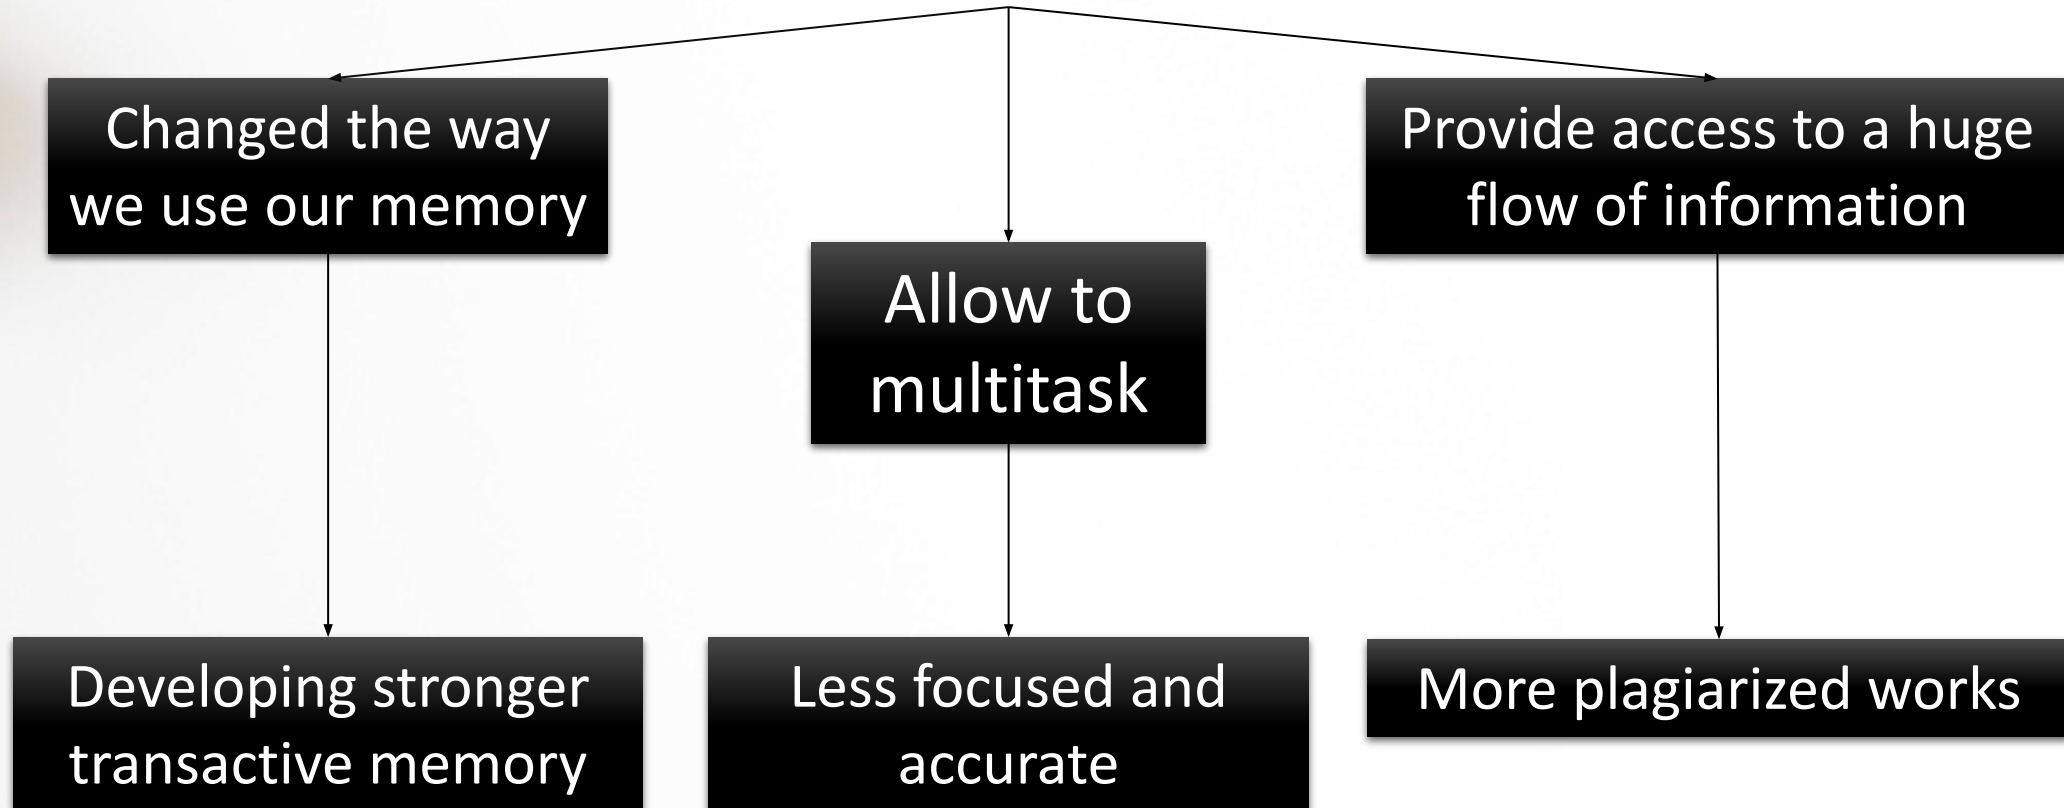 Changed the way
we use our memory
Allow to
multitask
Provide access to a huge
flow of information
Developing stronger
transactive memory
Less focused and
accurate
More plagiarized works